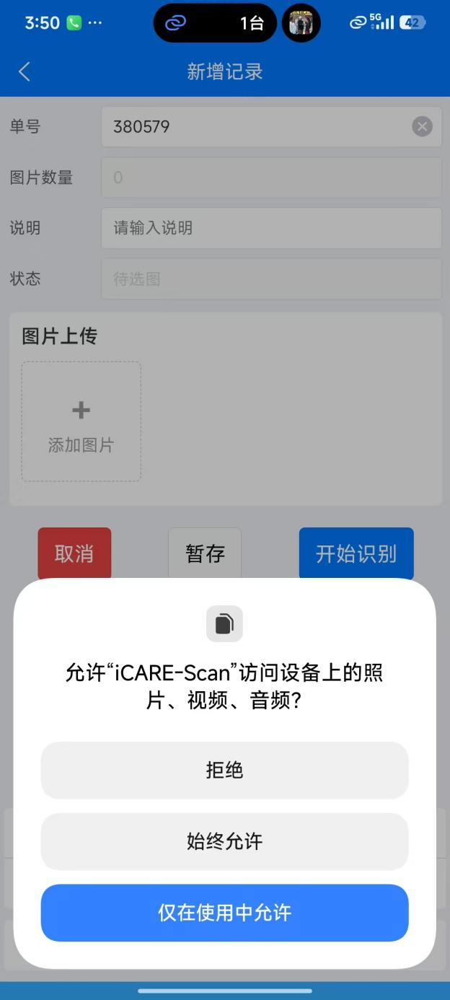 3:50
1台
5G
42
新增记录
单号
380579
图片数量
0
说明
请输入说明
状态
待选图
图片上传
添加图片
取消
暂存
开始识别
允许“iCARE-Scan”访问设备上的照
片、视频、音频?
拒绝
始终允许
仅在使用中允许